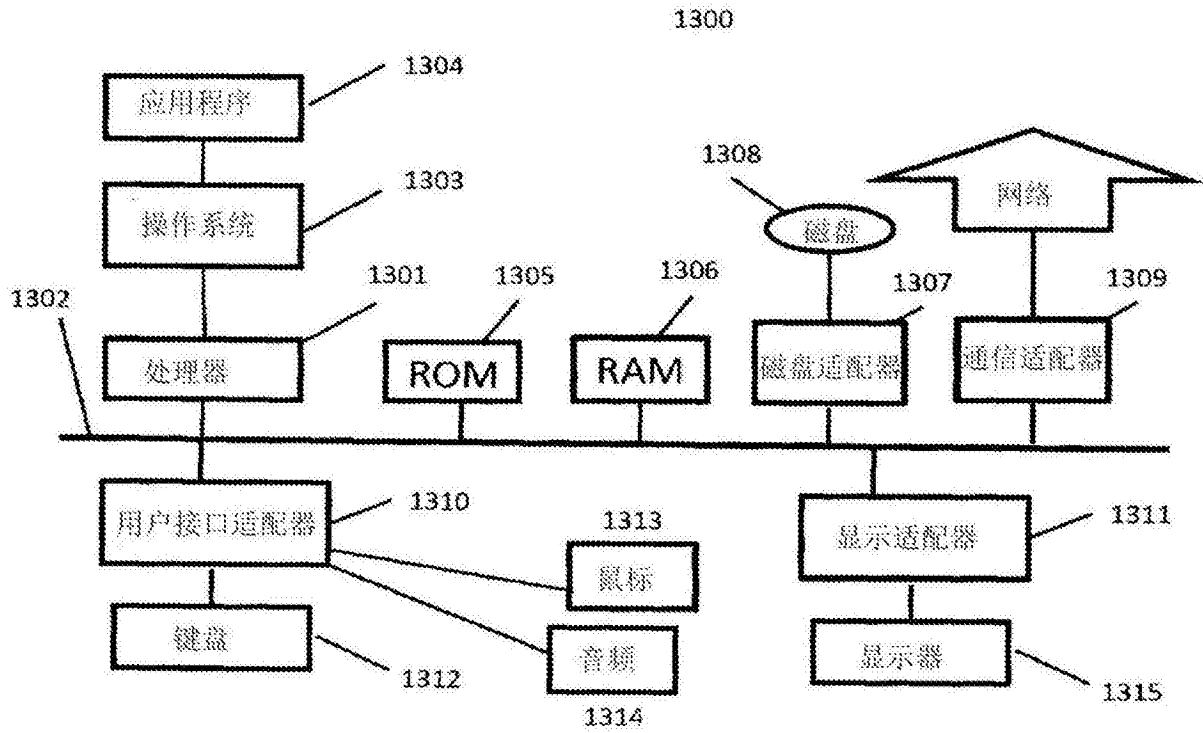 1300
1304
应用程序
1303
操作系统
1308
磁盘
网络
1302
1301
处理器
1305
ROM
1306
RAM
1307
磁盘适配器
1309
通信适配器
用户接口适配器
1310
1313
鼠标
显示适配器
1311
键盘
1312
音频
1314
显示器
1315